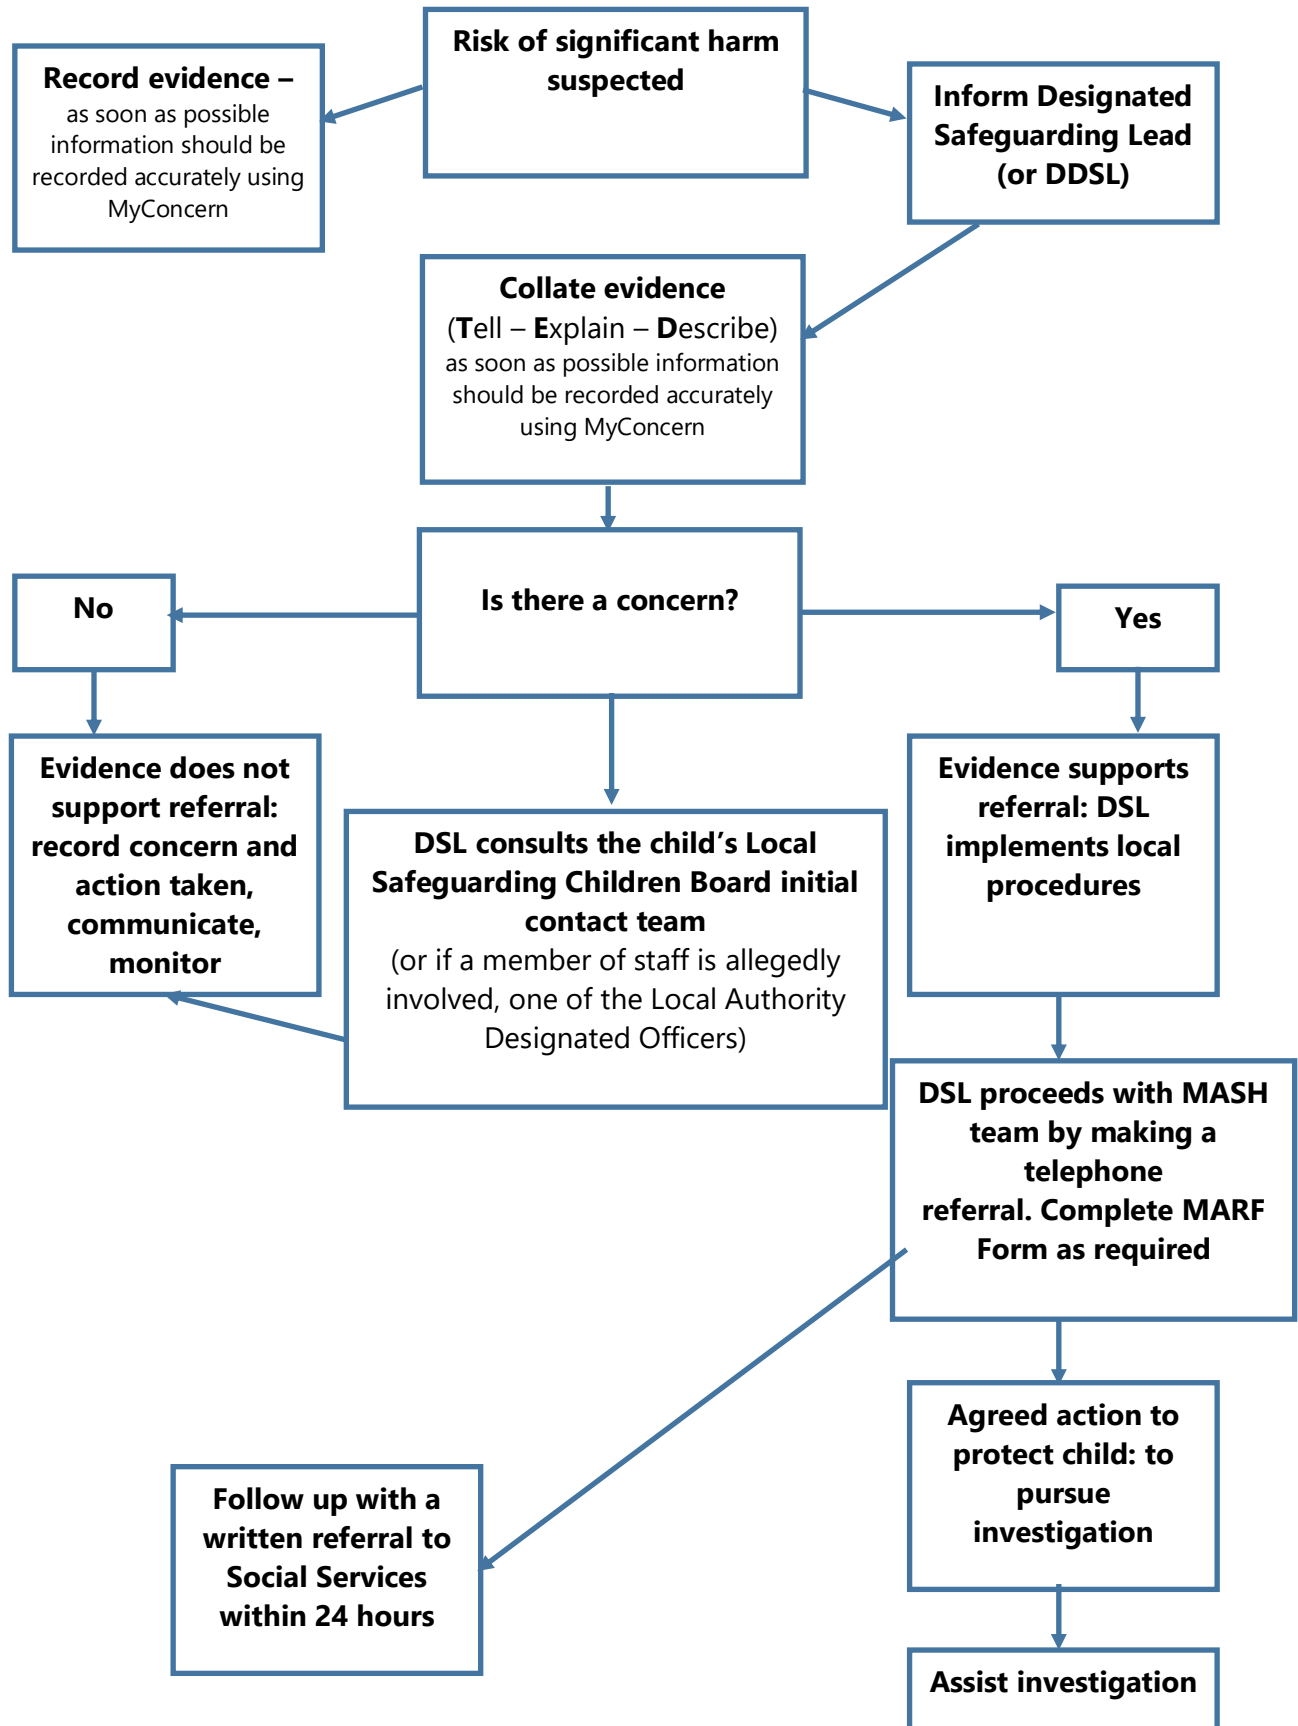 Risk of significant harm
suspected
Record evidence –
as soon as possible
information should be
recorded accurately using
MyConcern
Inform Designated
Safeguarding Lead
(or DDSL)
Collate evidence
(Tell – Explain – Describe)
as soon as possible information
should be recorded accurately
using MyConcern
Is there a concern?
No
Yes
Evidence does not
support referral:
record concern and
action taken,
communicate,
monitor
DSL consults the child’s Local
Safeguarding Children Board initial
contact team
(or if a member of staff is allegedly
involved, one of the Local Authority
Designated Officers)
Evidence supports
referral: DSL
implements local
procedures
DSL proceeds with MASH
team by making a
telephone
referral. Complete MARF
Form as required
Agreed action to
protect child: to
pursue
investigation
Follow up with a
written referral to
Social Services
within 24 hours
Assist investigation